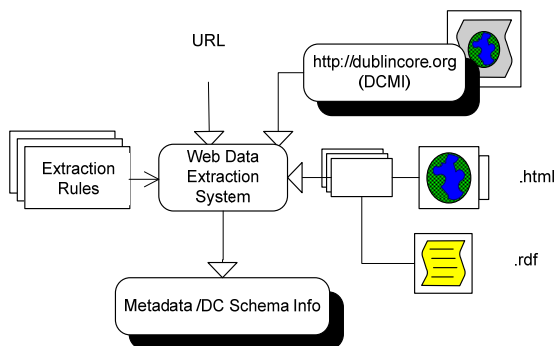 URL
http://dublincore.org
(DCMI)
Extraction
Rules
Web Data
Extraction
System
.html
.rdf
Metadata /DC Schema Info